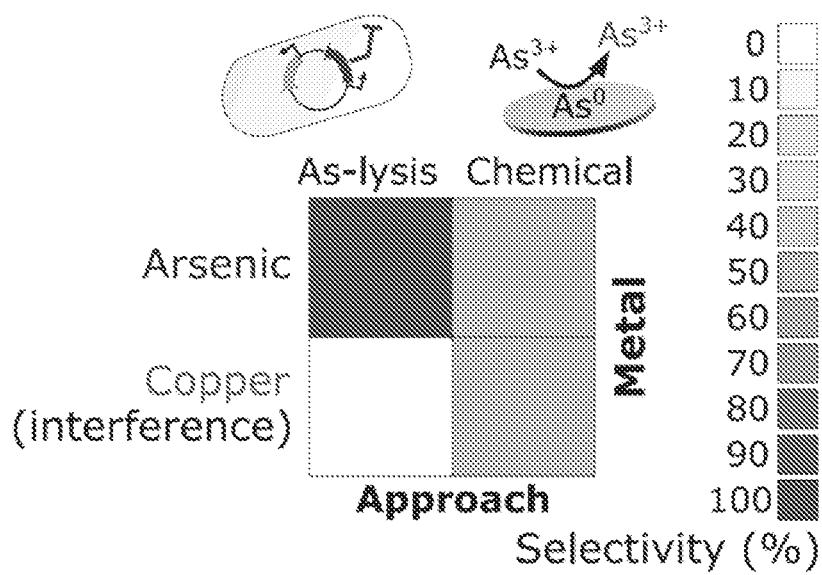 As³⁺
As³⁺
As⁰
As-lysis Chemical
Arsenic
Copper
(interference)
Approach
Metal
0
10
20
30
40
50
60
70
80
90
100
Selectivity (%)